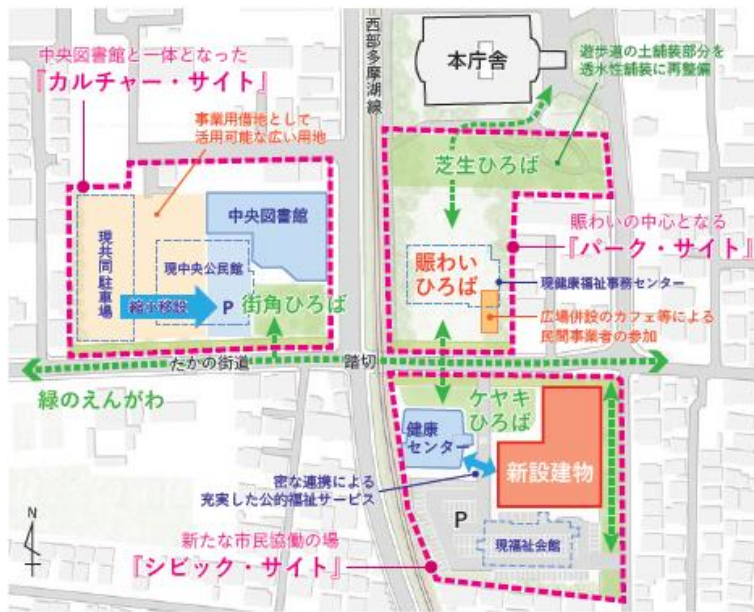 中央図書館と一体となった
『カルチャー・サイト』
事業用借地として
活用可能な広い用地
現共同駐車場
中央図書館
現中央公民館
縮小移設
P
街角ひろば
西部多摩湖線
本庁舎
遊歩道の土舗装部分を
透水性舗装に再整備
芝生ひろば
賑わいの中心となる
『パーク・サイト』
賑わい
ひろば
現健康福祉事務センター
広場併設のカフェ等による
民間事業者の参加
たかの街道
踏切
緑のえんがわ
ケヤキ
ひろば
健康
センター
新設建物
密な連携による
充実した公的福祉サービス
P
現福祉会館
新たな市民協働の場
『シビック・サイト』
N